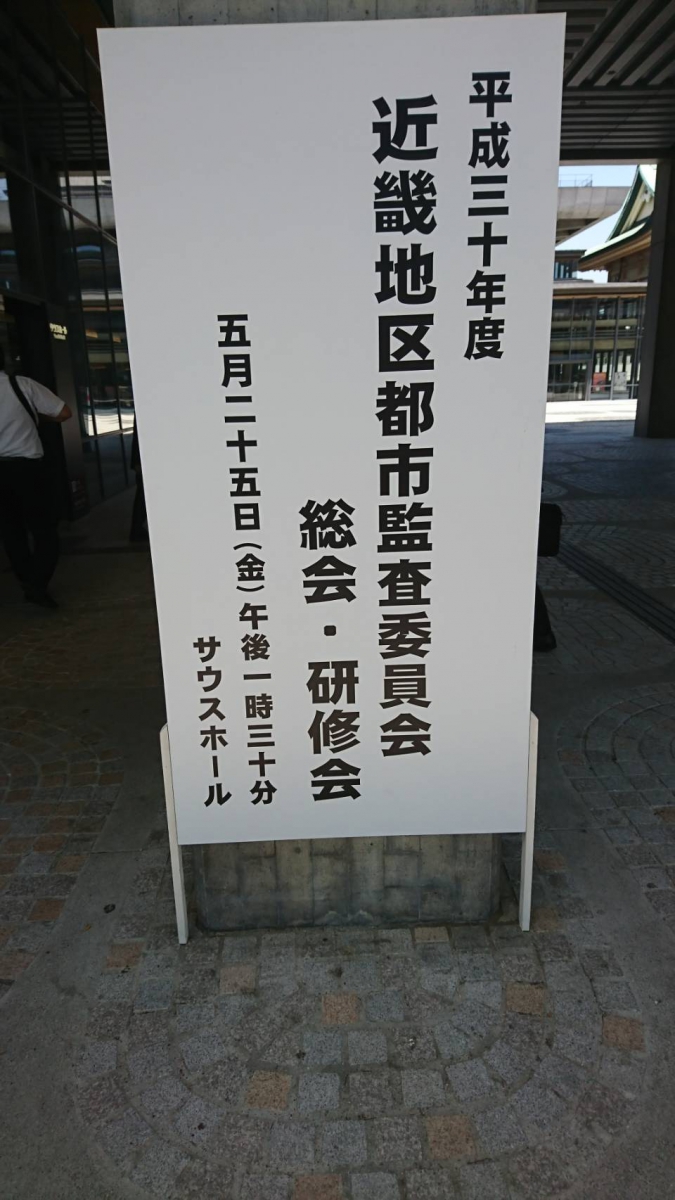 平成三十年度
近畿地区都市監査委員会
総会・研修会
五月二十五日(金)午後一時三十分
サウスホール